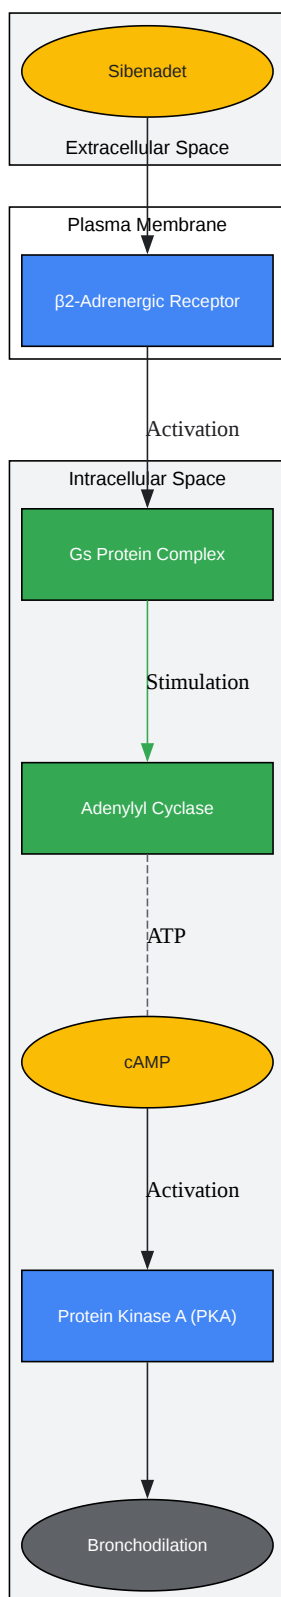 Sibenadet
Extracellular Space
Plasma Membrane
β2-Adrenergic Receptor
Activation
Intracellular Space
Gs Protein Complex
Stimulation
Adenylyl Cyclase
ATP
cAMP
Activation
Protein Kinase A (PKA)
Bronchodilation